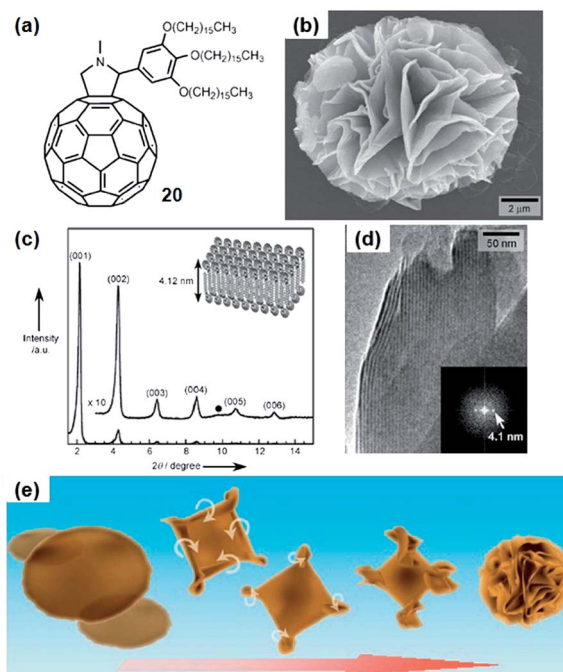 (a)
O(CH₂)₁₅CH₃
N
O(CH₂)₁₅CH₃
O(CH₂)₁₅CH₃
20
(b)
2 μm
(c)
(001)
(002)
4.12 nm
Intensity
/a.u.
x 10
(003)
(004)
(005)
(006)
2 4 6 8 10 12 14
2θ / degree
(d)
50 nm
4.1 nm
(e)